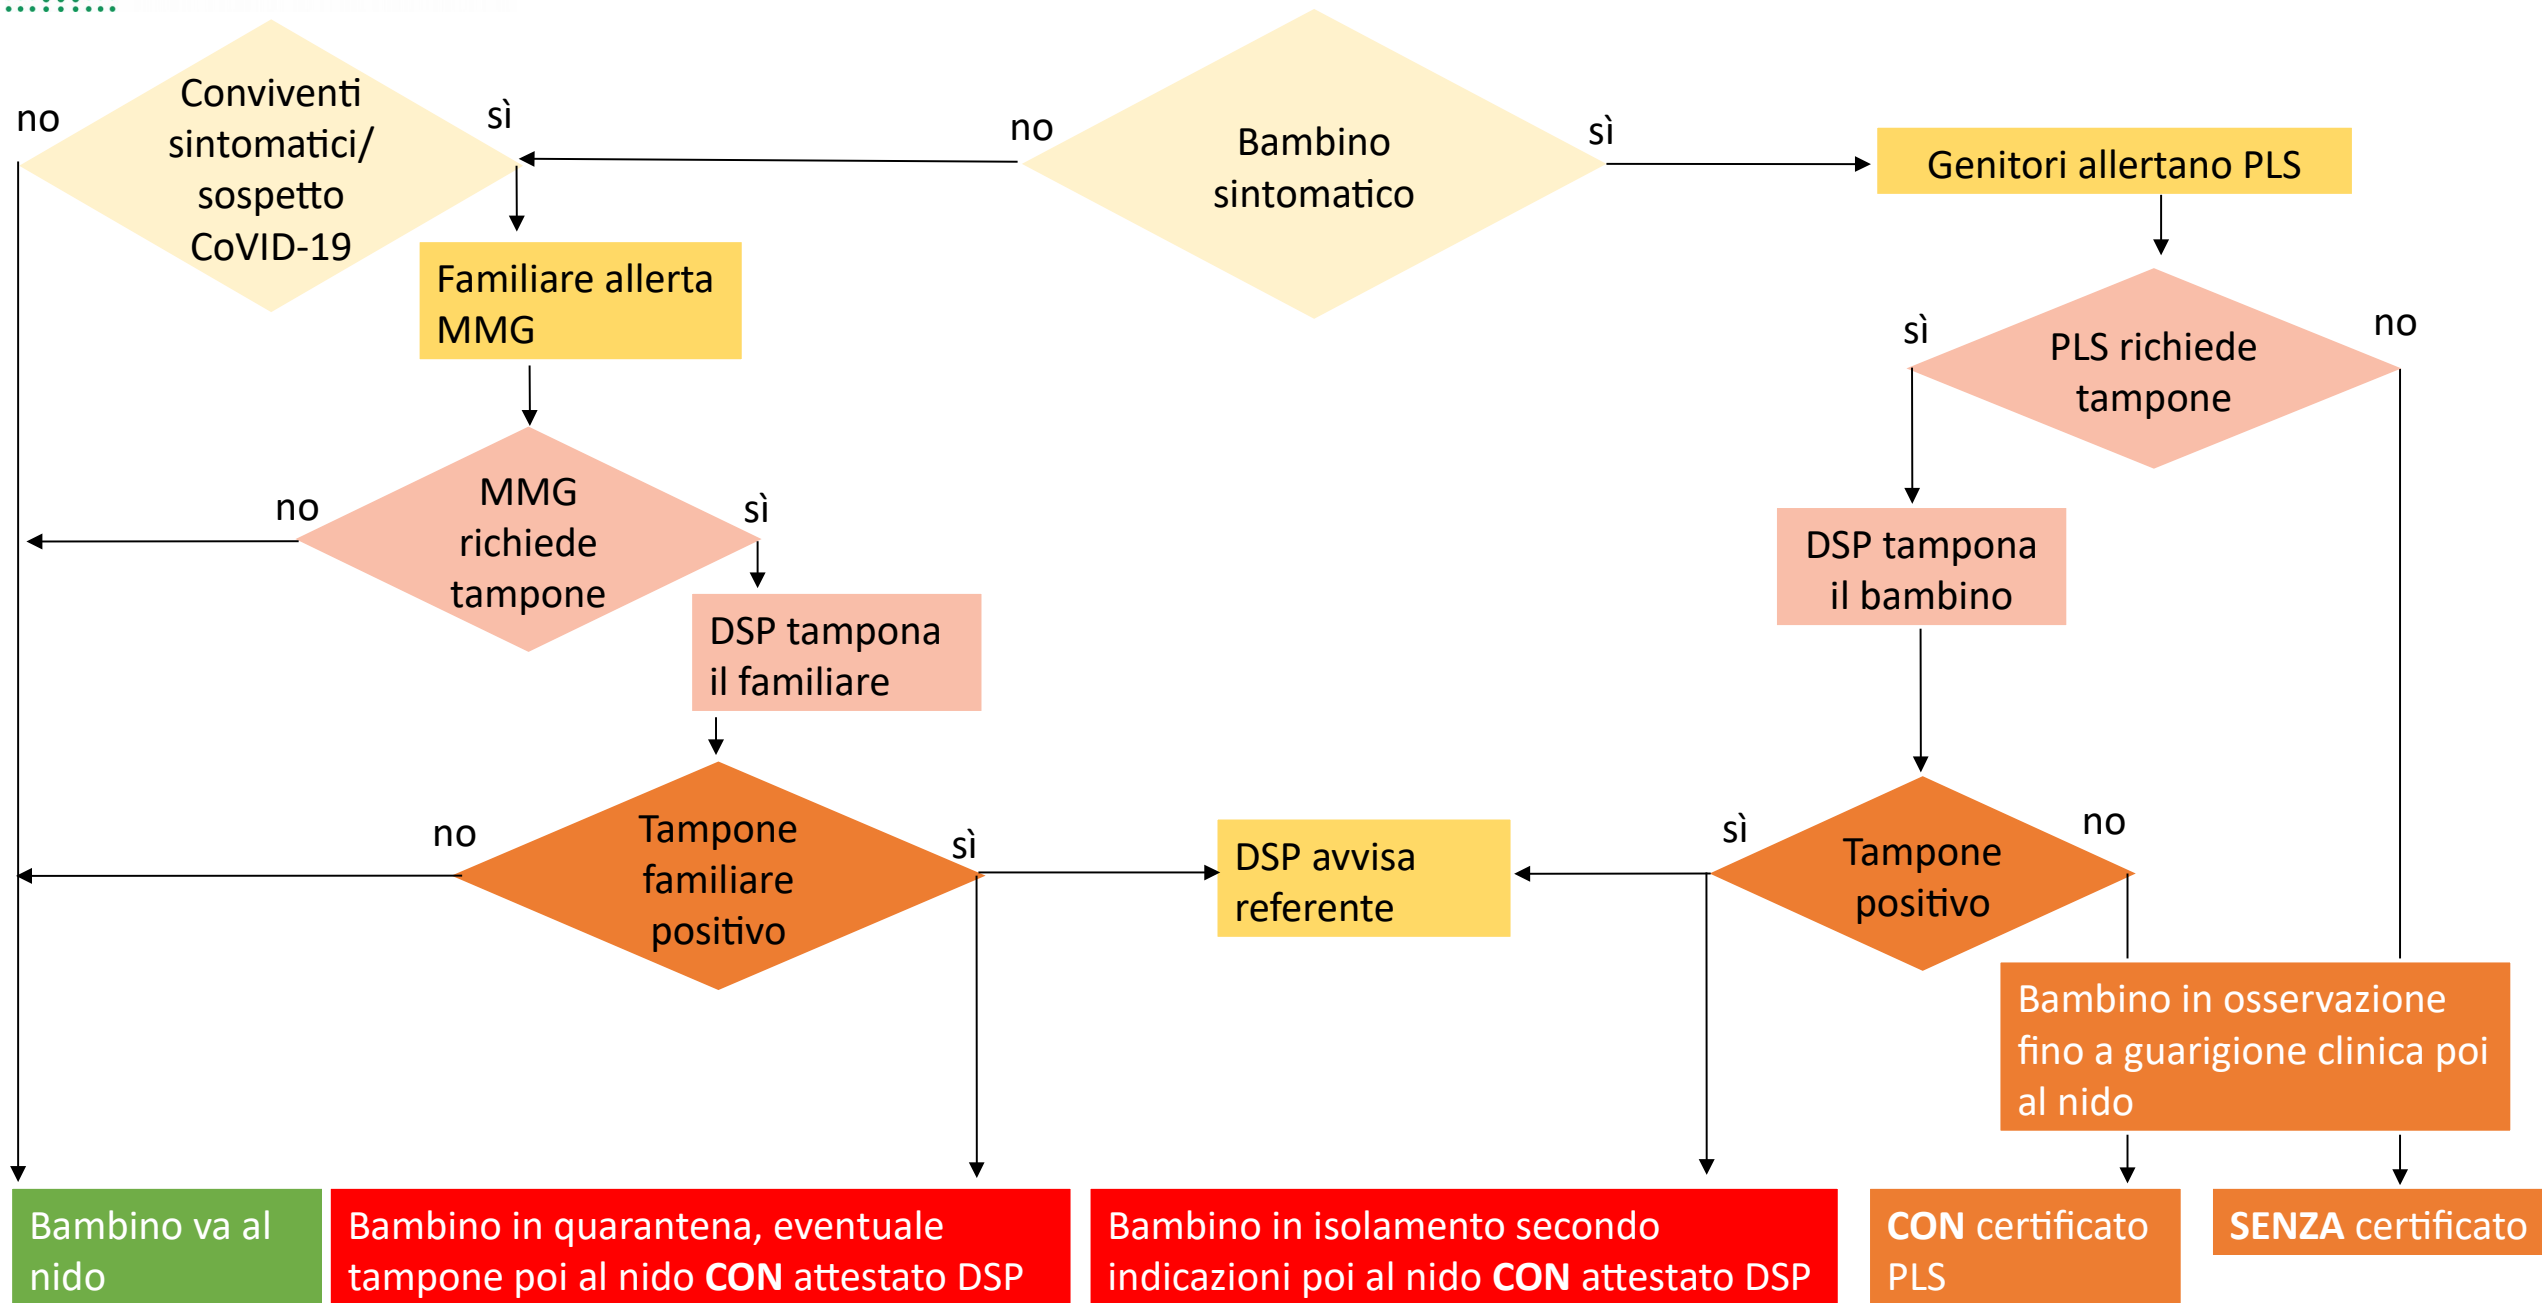 Conviventi
sintomatici/
sospetto
CoVID-19
no
sì
Bambino
sintomatico
no
sì
Genitori allertano PLS
Familiare allerta
MMG
PLS richiede
tampone
sì
no
MMG
richiede
tampone
no
sì
DSP tampona
il bambino
DSP tampona
il familiare
Tampone
familiare
positivo
no
sì
DSP avvisa
referente
Tampone
positivo
sì
no
Bambino in osservazione
fino a guarigione clinica poi
al nido
Bambino va al
nido
Bambino in quarantena, eventuale
tampone poi al nido CON attestato DSP
Bambino in isolamento secondo
indicazioni poi al nido CON attestato DSP
CON certificato
PLS
SENZA certificato